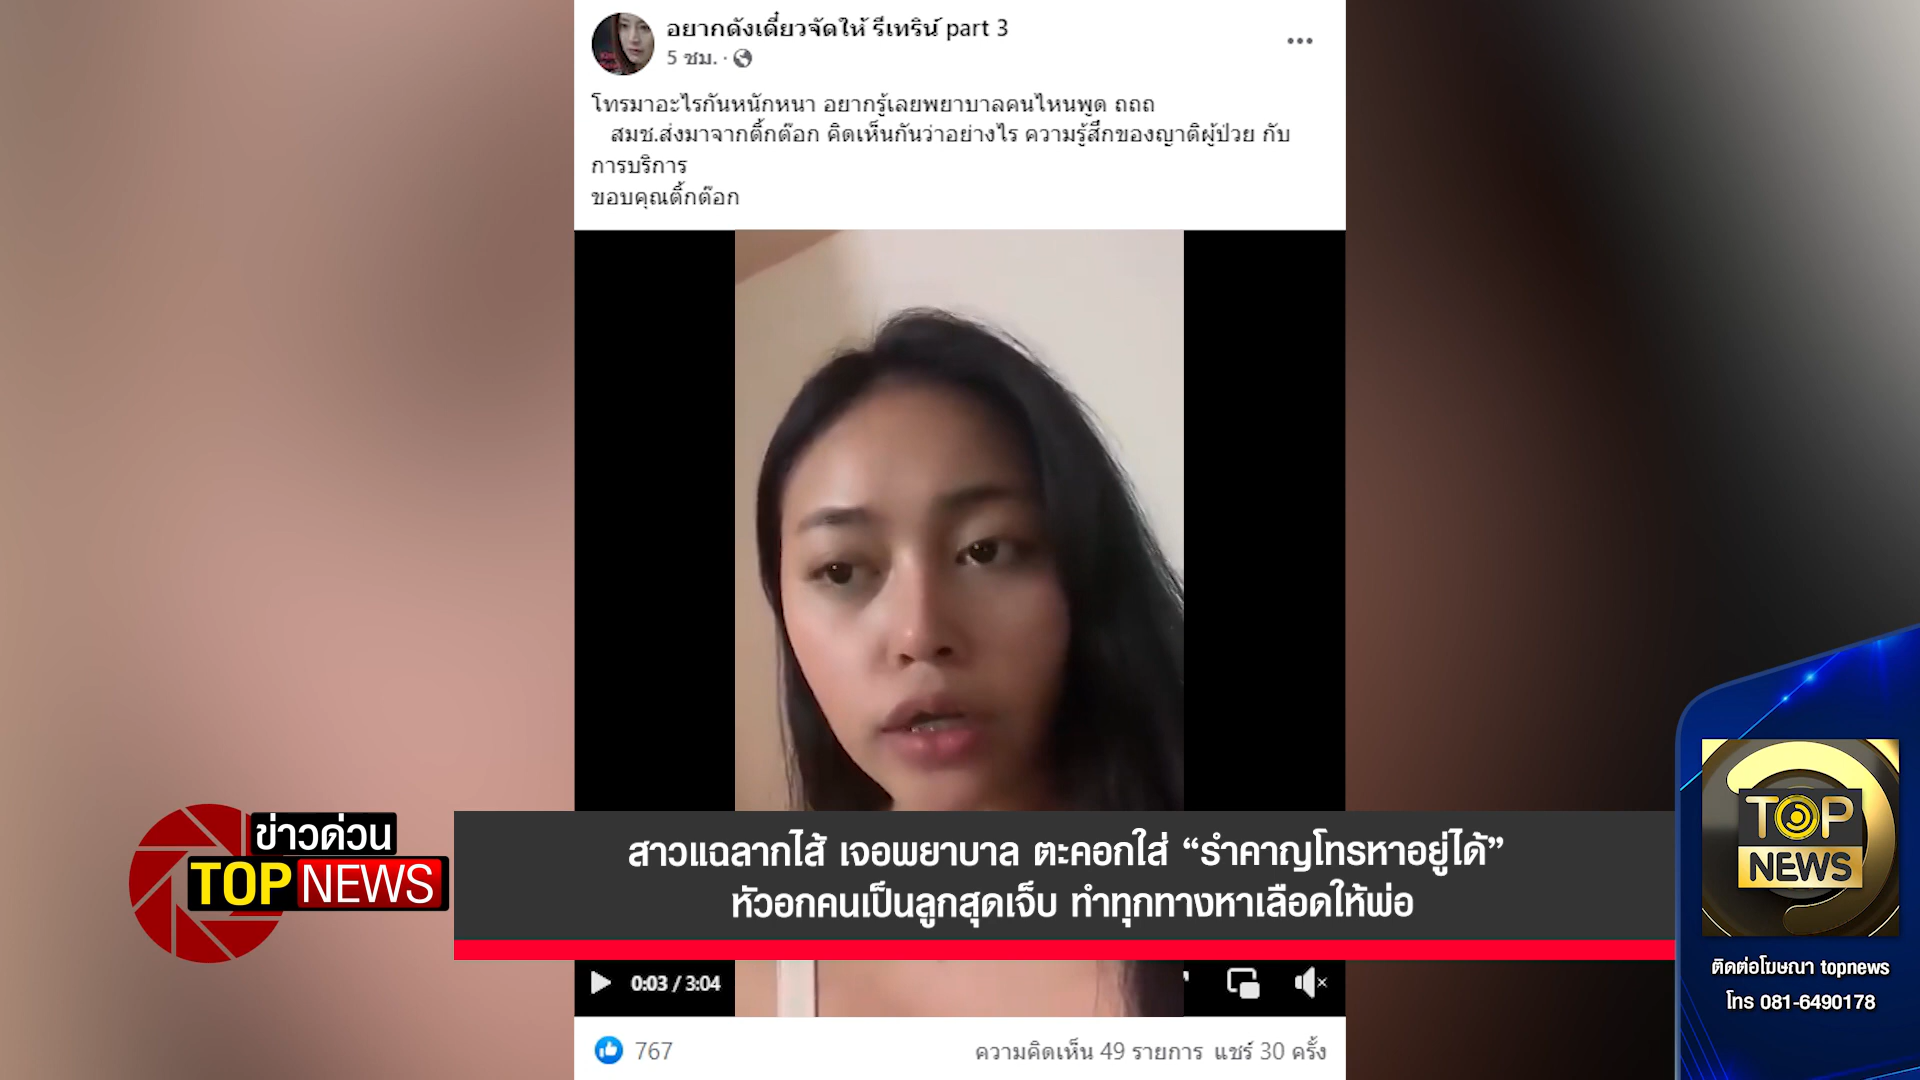 อยากดังเดี๋ยวจัดให้ รีเทริน์ part 3
5 ชม. ·
โทรมาอะไรกันหนักหนา อยากรู้เลยพยาบาลคนไหนพูด ถถถ
สมช.ส่งมาจากติ้กต๊อก คิดเห็นกันว่าอย่างไร ความรู้สึกของญาติผู้ป่วย กับ
การบริการ
ขอบคุณติ้กต๊อก
ข่าวด่วน
TOP NEWS
สาวแฉลากไส้ เจอพยาบาล ตะคอกใส่ “รำคาญโทรหาอยู่ได้”
หัวอกคนเป็นลูกสุดเจ็บ ทำทุกทางหาเลือดให้พ่อ
TOP
NEWS
ติดต่อโฆษณา topnews
โทร 081-6490178
0:03 / 3:04
767
ความคิดเห็น 49 รายการ แชร์ 30 ครั้ง